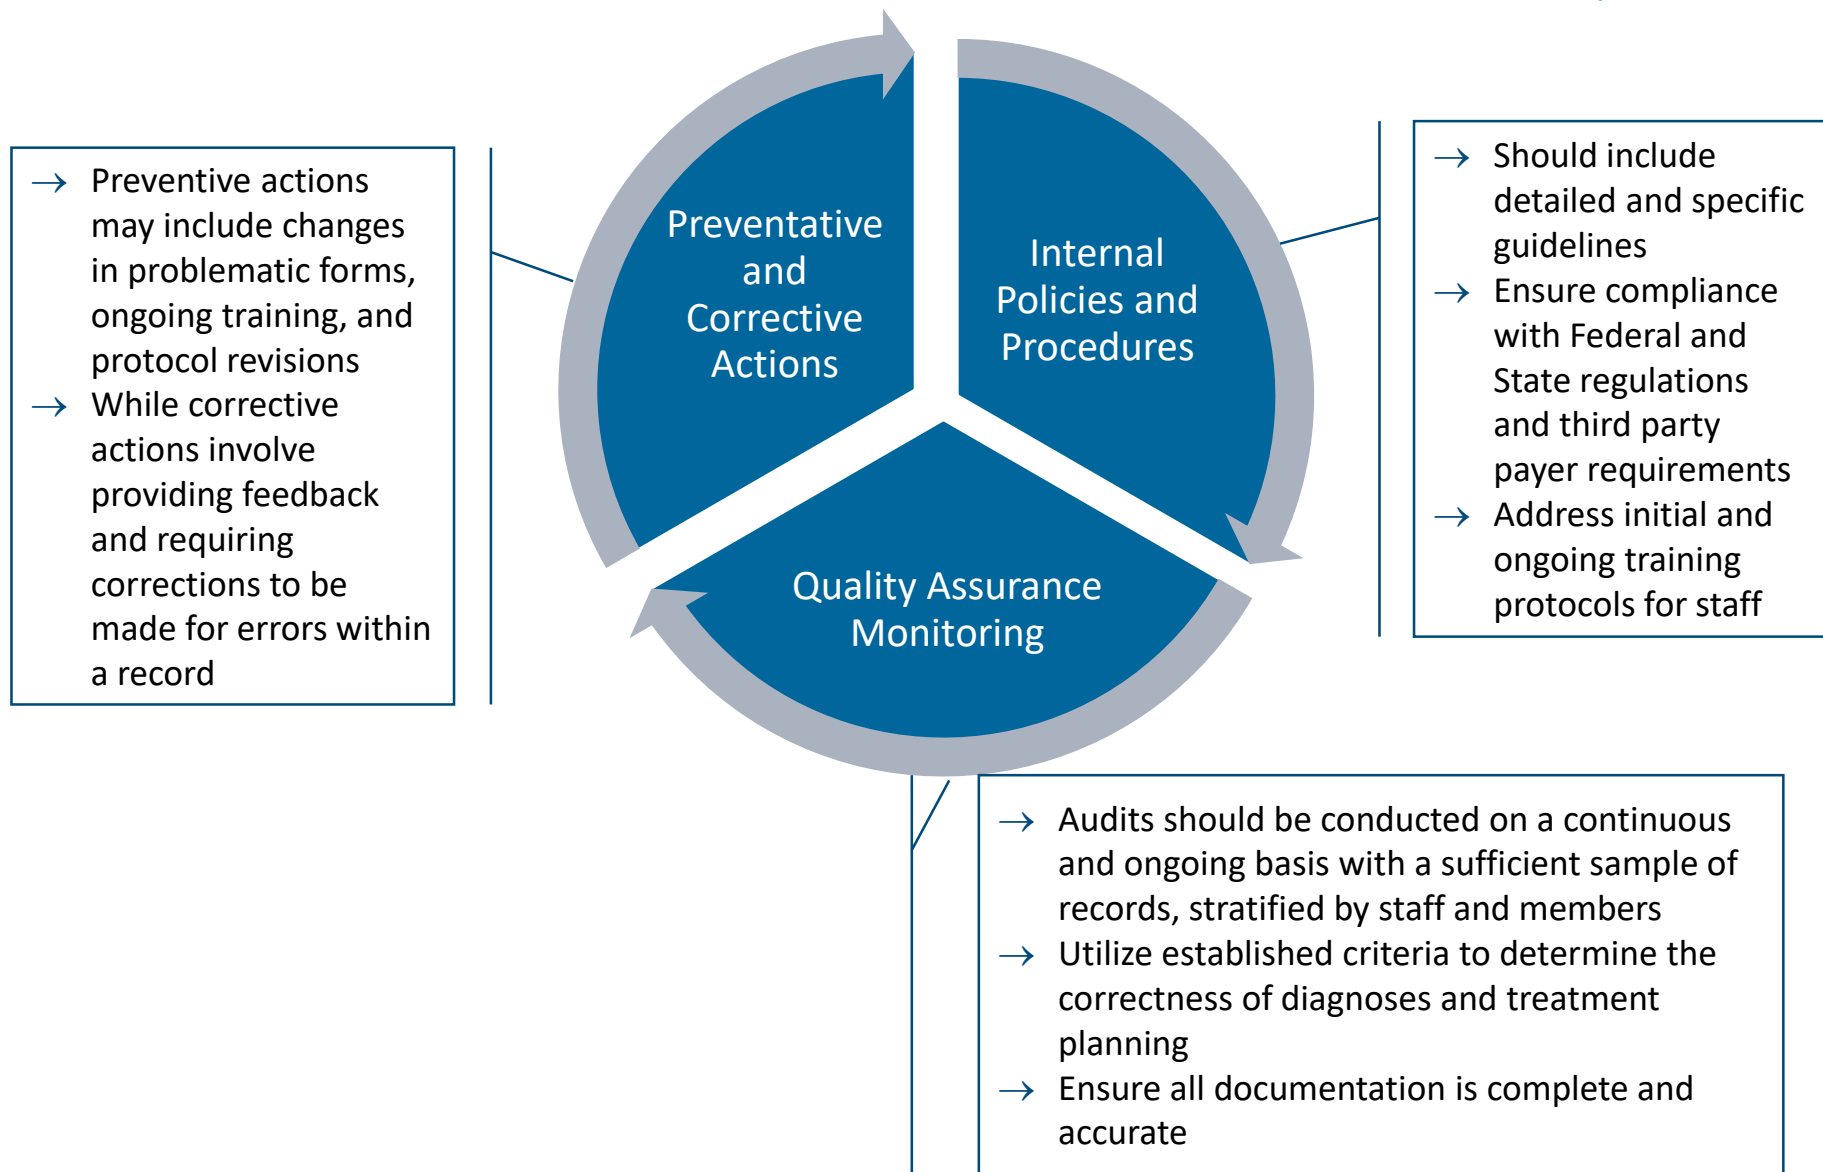 Preventative
and
Corrective
Actions
Internal
Policies and
Procedures
Quality Assurance
Monitoring
→ Preventive actions
may include changes
in problematic forms,
ongoing training, and
protocol revisions
→ While corrective
actions involve
providing feedback
and requiring
corrections to be
made for errors within
a record
→ Should include
detailed and specific
guidelines
→ Ensure compliance
with Federal and
State regulations
and third party
payer requirements
→ Address initial and
ongoing training
protocols for staff
→ Audits should be conducted on a continuous
and ongoing basis with a sufficient sample of
records, stratified by staff and members
→ Utilize established criteria to determine the
correctness of diagnoses and treatment
planning
→ Ensure all documentation is complete and
accurate